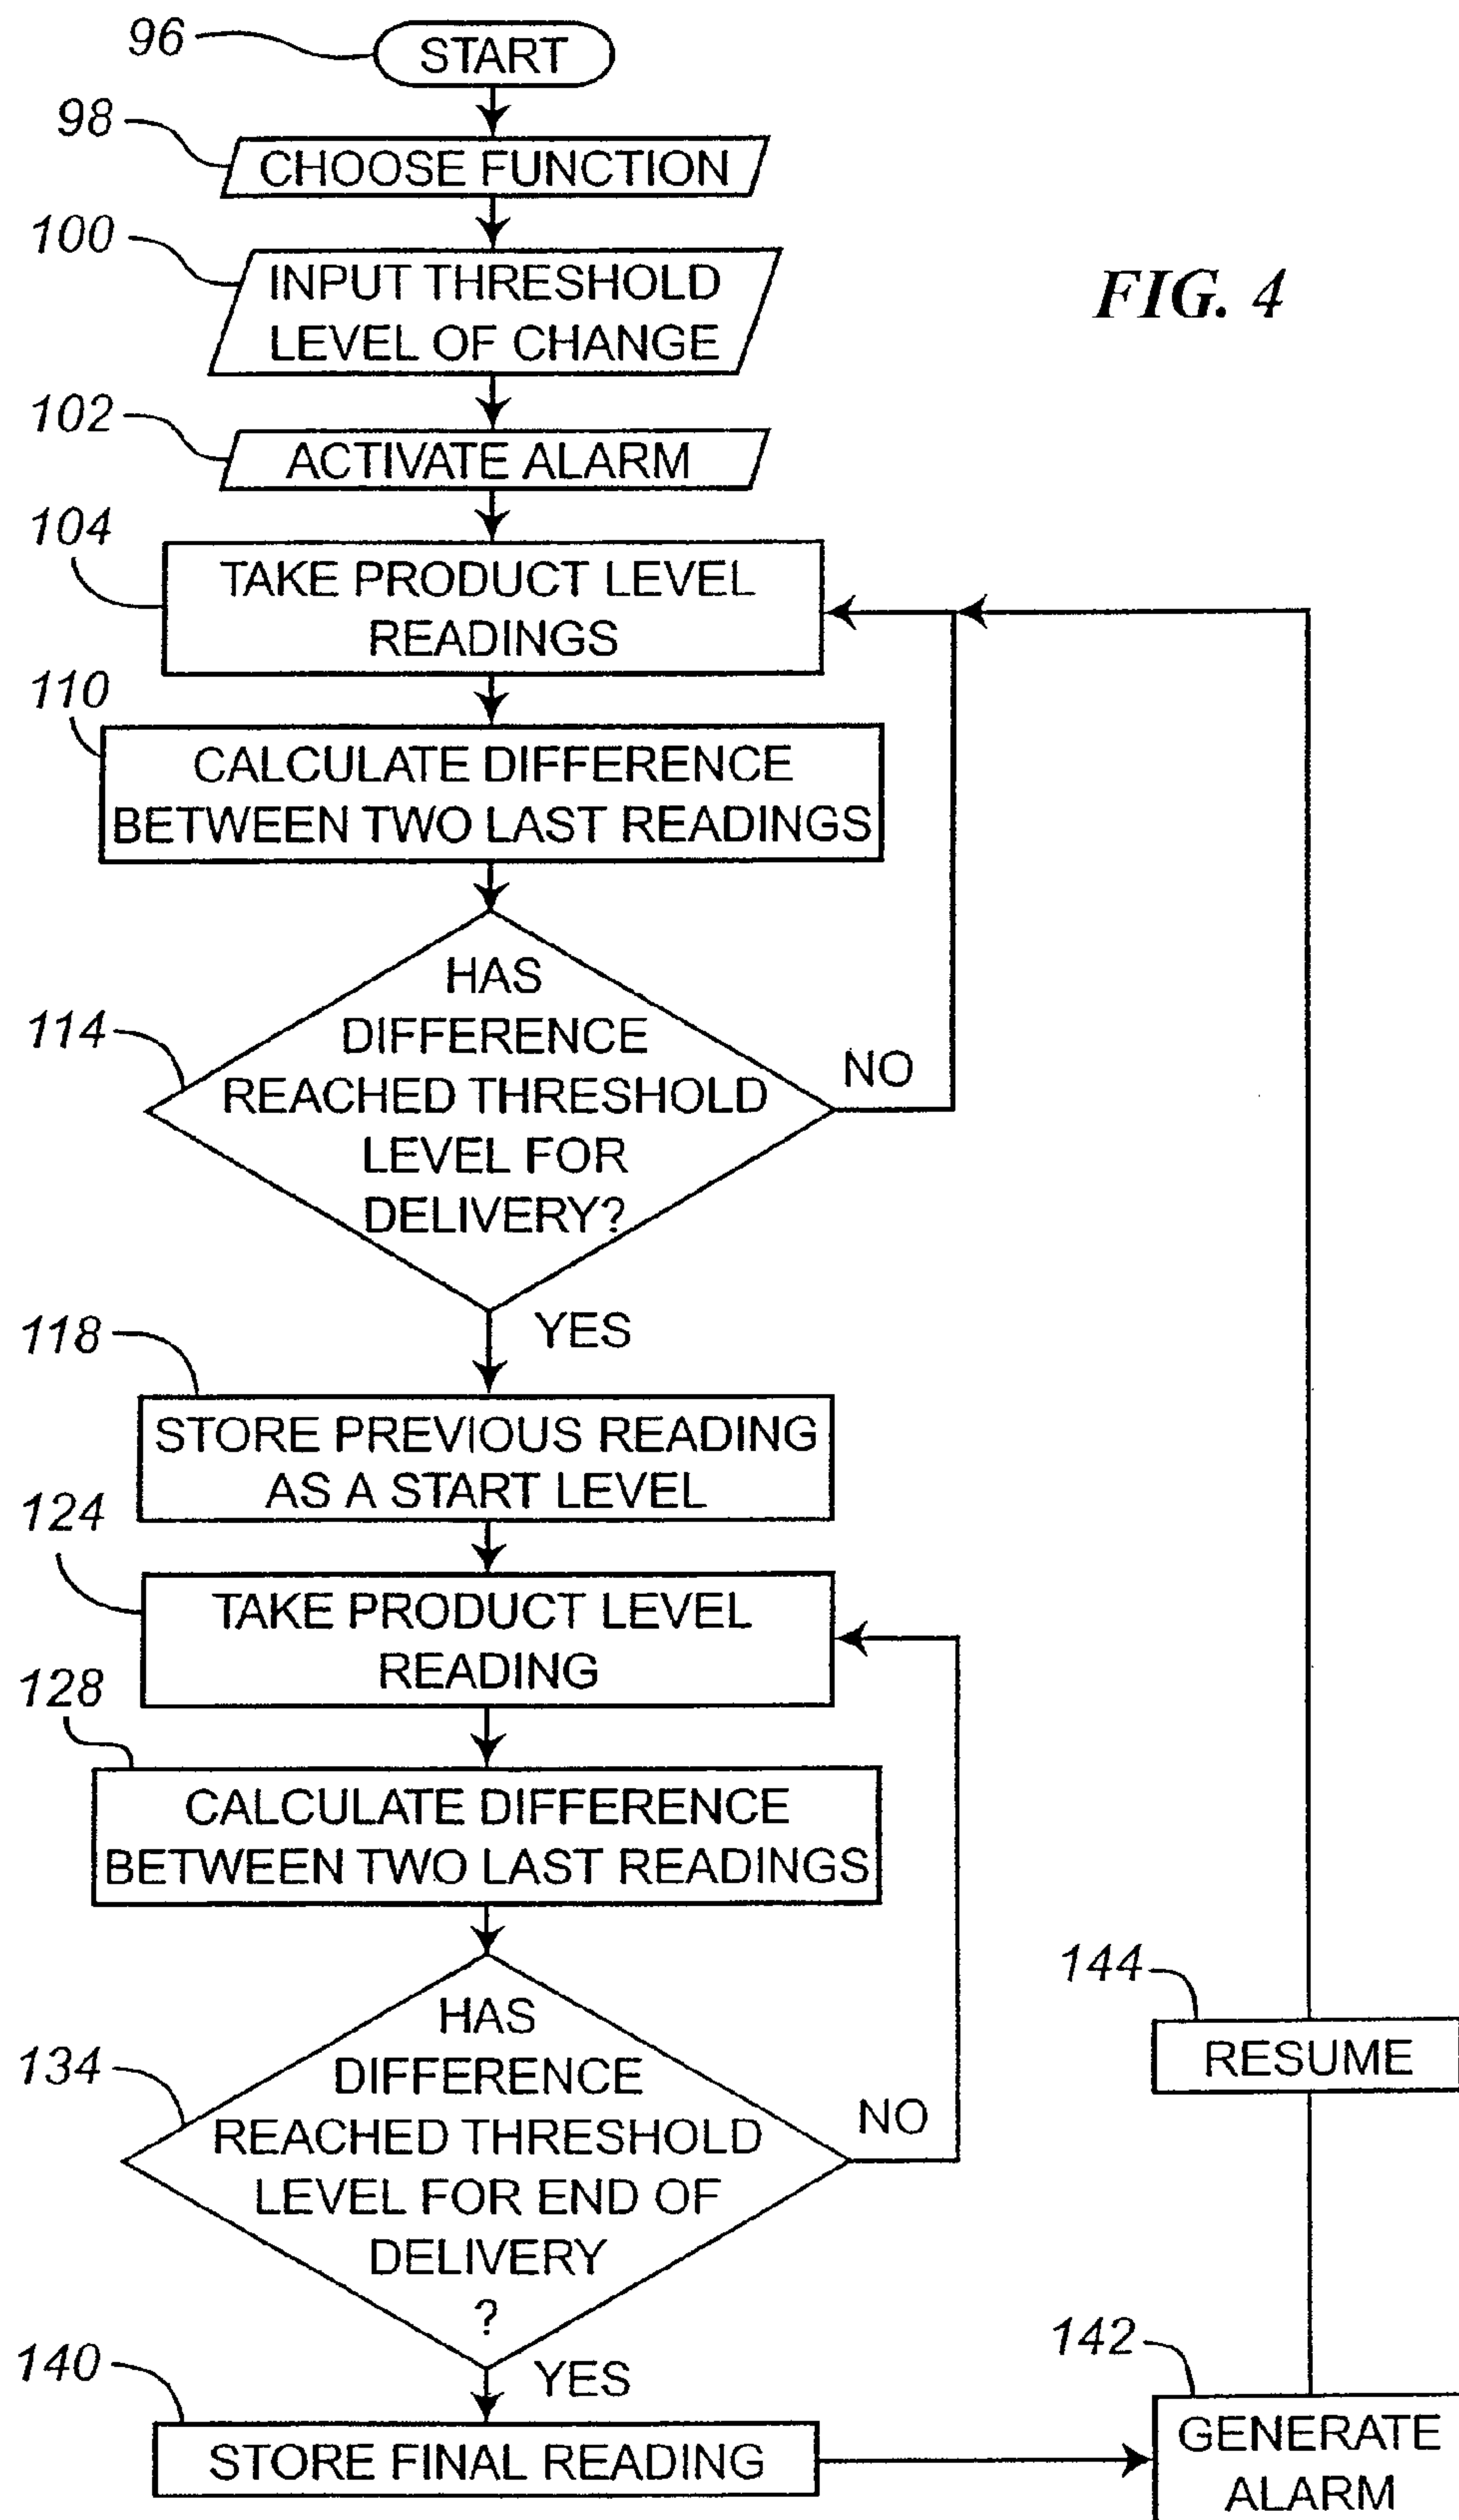 96
START
98
CHOOSE FUNCTION
100
INPUT THRESHOLD
LEVEL OF CHANGE
FIG. 4
102
ACTIVATE ALARM
104
TAKE PRODUCT LEVEL
READINGS
110
CALCULATE DIFFERENCE
BETWEEN TWO LAST READINGS
114
HAS
DIFFERENCE
REACHED THRESHOLD
LEVEL FOR
DELIVERY?
NO
YES
118
STORE PREVIOUS READING
AS A START LEVEL
124
TAKE PRODUCT LEVEL
READING
128
CALCULATE DIFFERENCE
BETWEEN TWO LAST READINGS
134
HAS
DIFFERENCE
REACHED THRESHOLD
LEVEL FOR END OF
DELIVERY
?
NO
YES
144
RESUME
140
STORE FINAL READING
142
GENERATE
ALARM